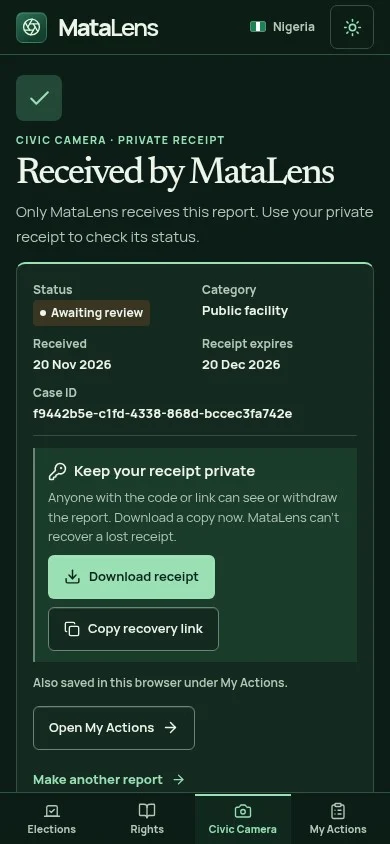 MataLens
Nigeria
CIVIC CAMERA · PRIVATE RECEIPT
Received by MataLens
Only MataLens receives this report. Use your private
receipt to check its status.
Status
Category
Awaiting review
Public facility
Received
Receipt expires
20 Nov 2026
20 Dec 2026
Case ID
f9442b5e-c1fd-4338-868d-bccec3fa742e
Keep your receipt private
Anyone with the code or link can see or withdraw
the report. Download a copy now. MataLens can't
recover a lost receipt.
Download receipt
Copy recovery link
Also saved in this browser under My Actions.
Open My Actions
Make another report
Elections
Rights
Civic Camera
My Actions